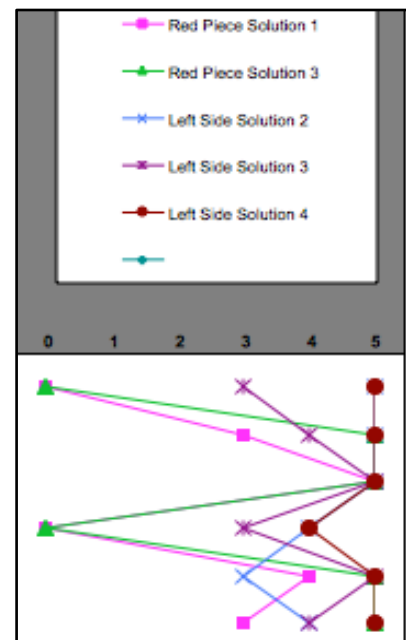 Red Piece Solution 1
Red Piece Solution 3
Left Side Solution 2
Left Side Solution 3
Left Side Solution 4
0 1 2 3 4 5